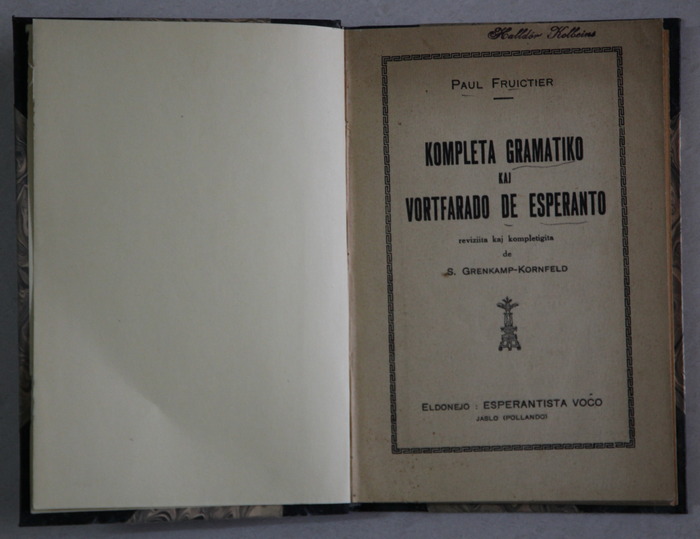 Halldór Kolbeins
PAUL FRUICTIER
KOMPLETA GRAMATIKO
KAJ
VORTFARADO DE ESPERANTO
reviziita kaj kompletigita
de
S. GRENKAMP-KORNFELD
ELDONEJO : ESPERANTISTA VOĈO
JASLO (POLLANDO)